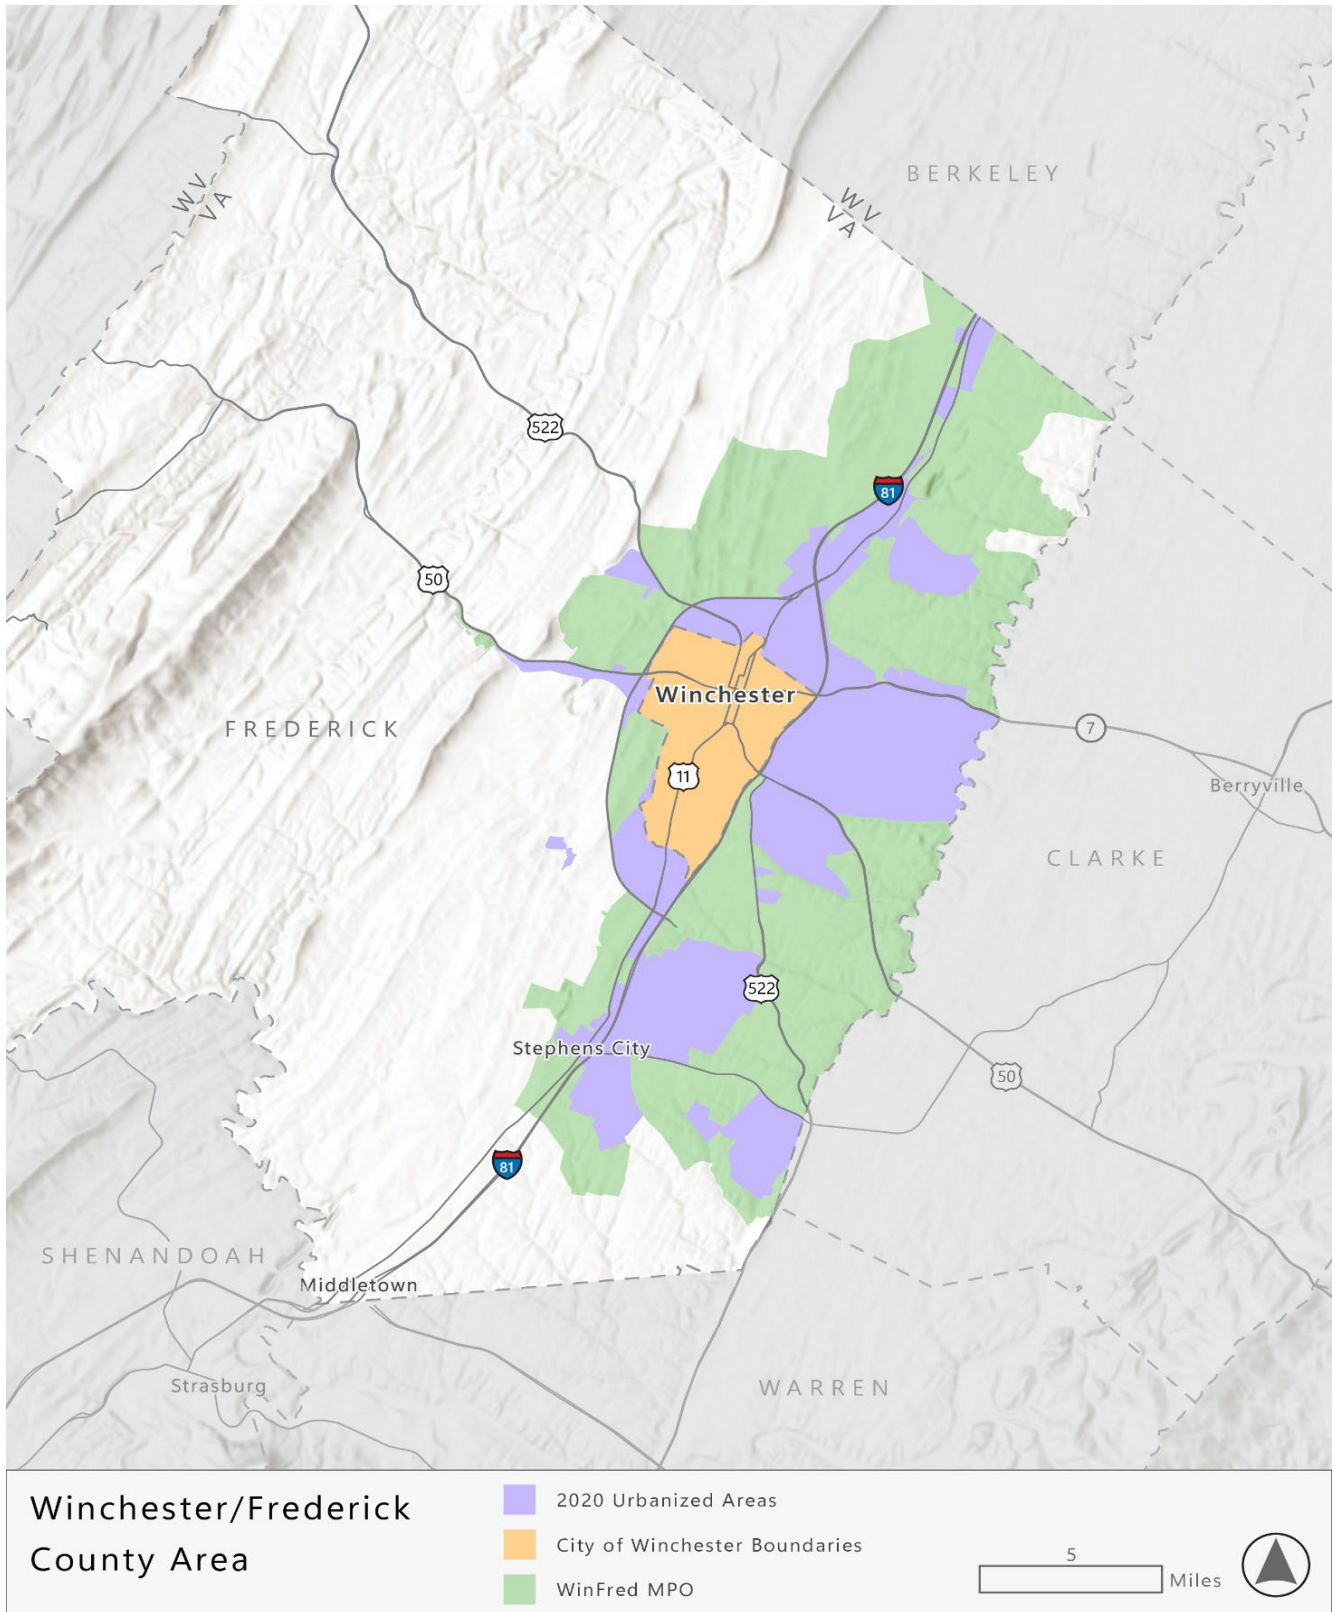 BERKELEY
WV
VA
WV
VA
522
81
50
Winchester
FREDERICK
7
11
Berryville
CLARKE
522
Stephens City
50
81
SHENANDOAH
Middletown
Strasburg
WARREN
Winchester/Frederick
County Area
2020 Urbanized Areas
City of Winchester Boundaries
WinFred MPO
5
Miles